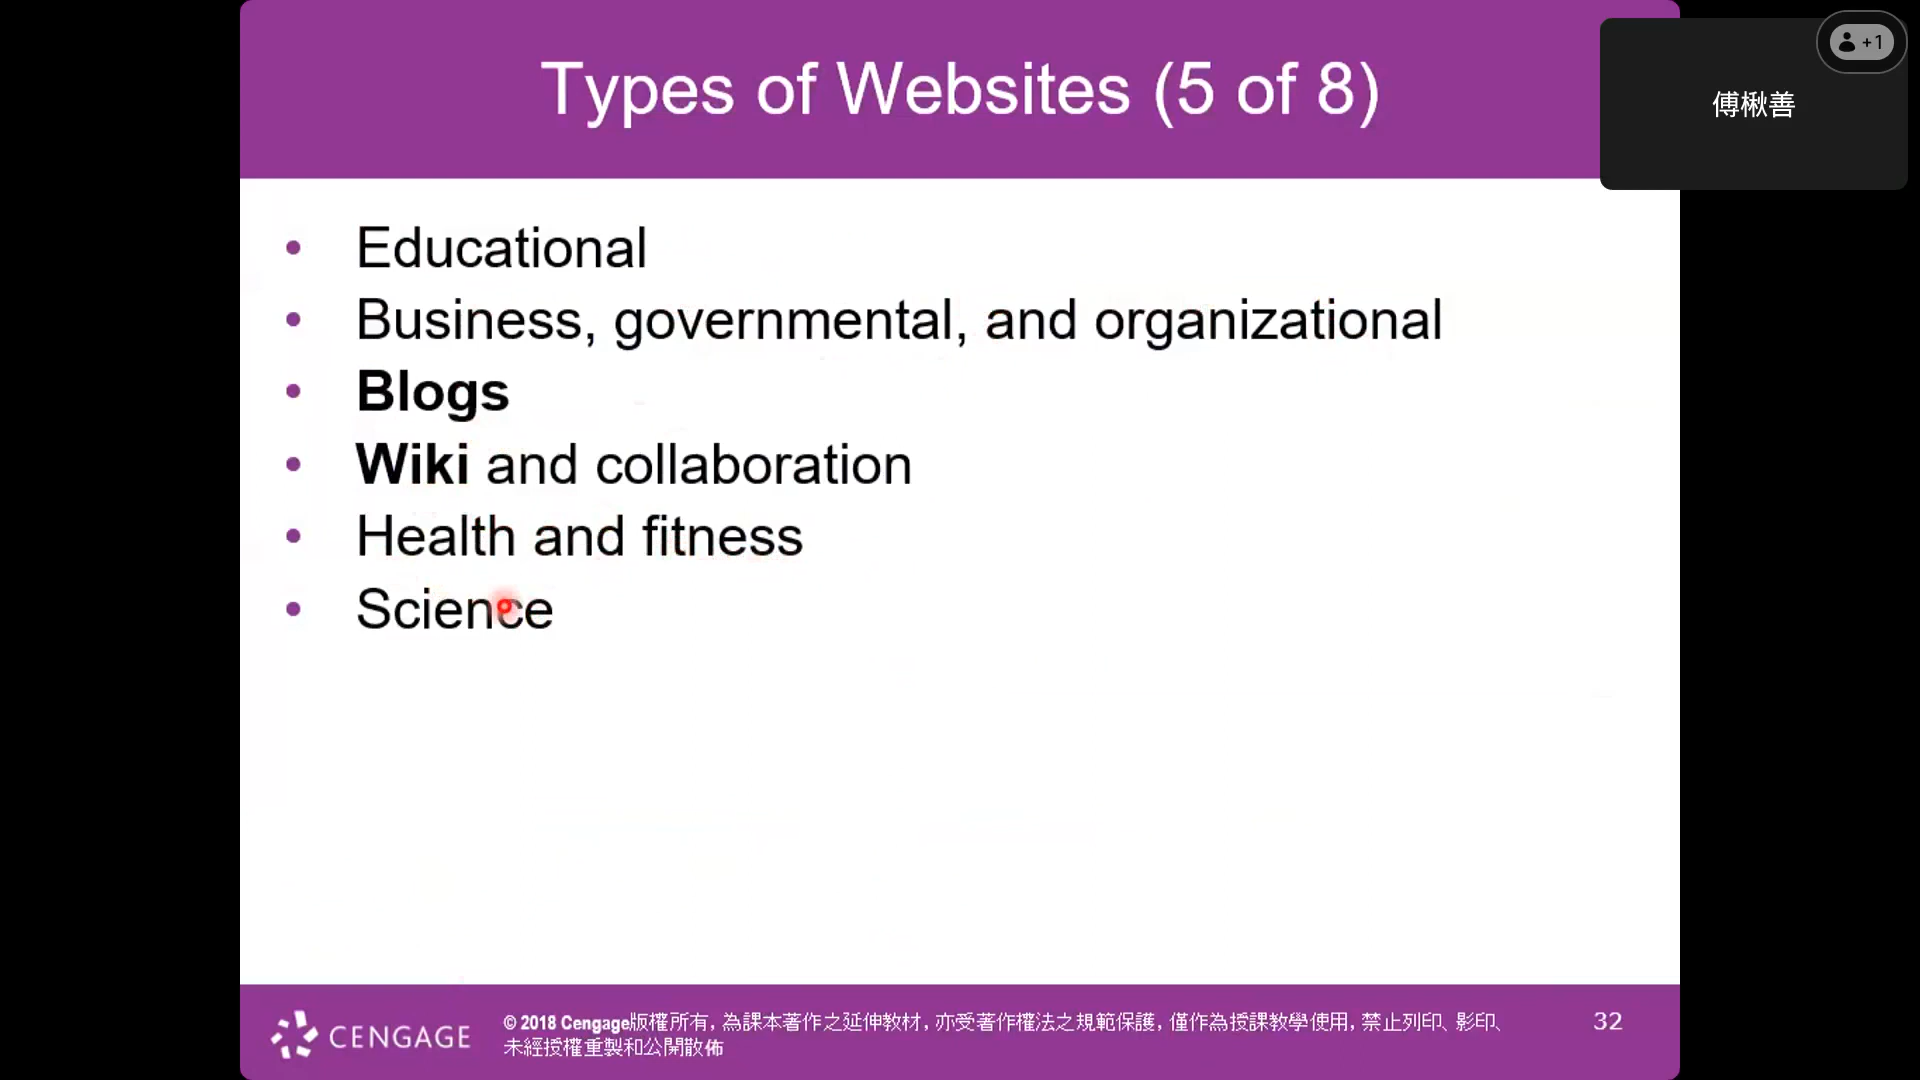 Types of Websites (5 of 8)
+1
傅楸善
• Educational
• Business, governmental, and organizational
• Blogs
• Wiki and collaboration
• Health and fitness
• Science
CENGAGE
© 2018 Cengage版權所有, 為課本著作之延伸教材, 亦受著作權法之規範保護, 僅作為授課教學使用, 禁止列印、影印、
未經授權重製和公開散佈
32